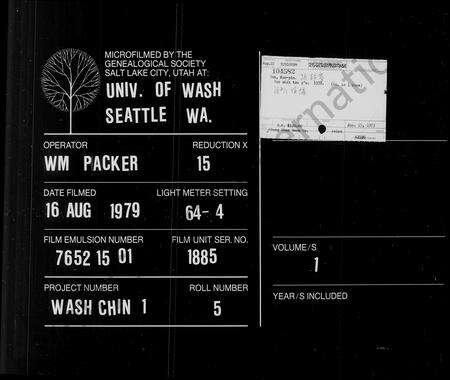 MICROFILMED BY THE
GENEALOGICAL SOCIETY
SALT LAKE CITY, UTAH AT:
UNIV. OF WASH
SEATTLE WA.
OPERATOR REDUCTION X
WM PACKER 15
DATE FILMED LIGHT METER SETTING
16 AUG 1979 64-4
FILM EMULSION NUMBER FILM UNIT SER. NO.
7652 15 01 1885
PROJECT NUMBER ROLL NUMBER
WASH CHIN 1 5
104582
VOLUME/S
1
YEAR/S INCLUDED